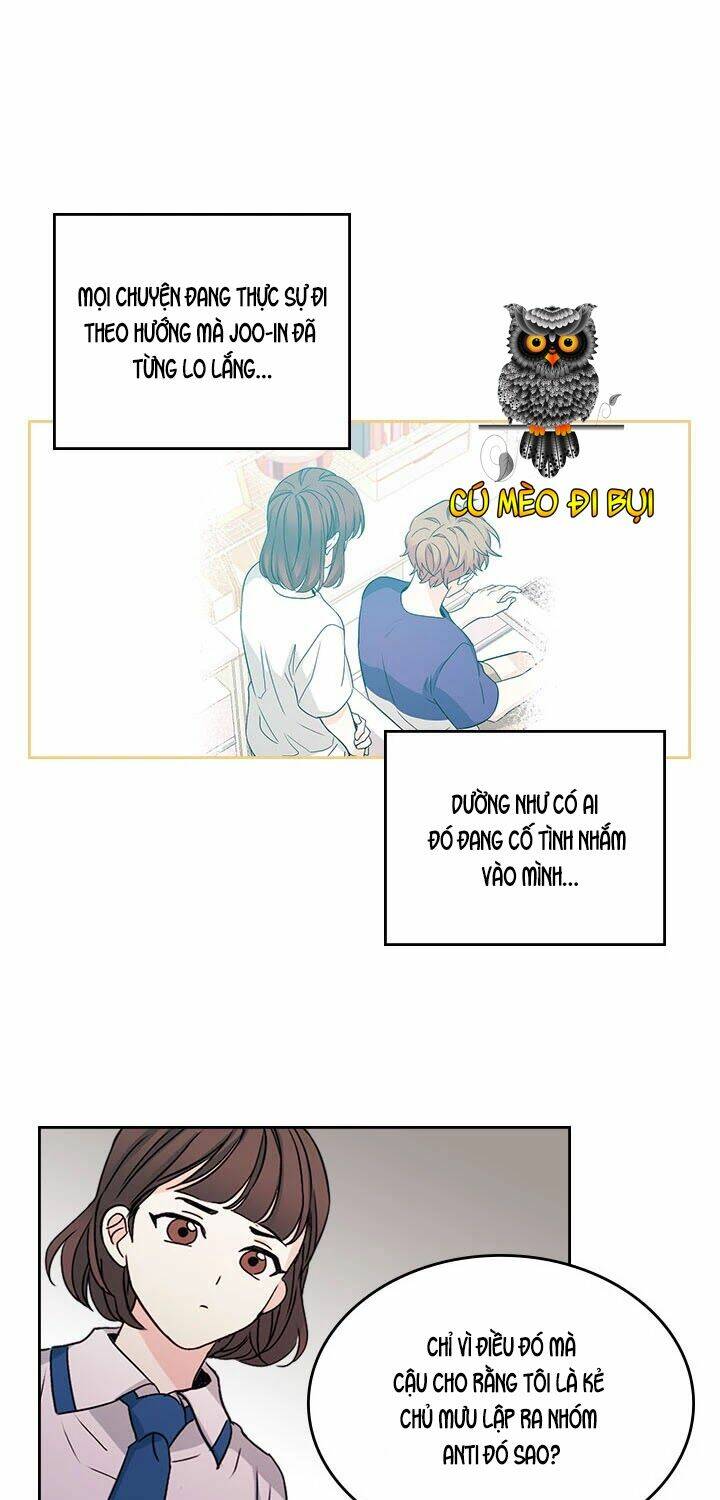 MỌI CHUYỆN ĐANG THỰC SỰ ĐI
THEO HƯỚNG MÀ JOO-IN ĐÃ
TỪNG LO LẮNG...
CÚ MÈO ĐI BỤI
DƯỜNG NHƯ CÓ AI
ĐÓ ĐANG CỐ TÌNH NHẮM
VÀO MÌNH...
CHỈ VÌ ĐIỀU ĐÓ MÀ
CẬU CHO RẰNG TÔI LÀ KẺ
CHỦ MƯU LẬP RA NHÓM
ANTI ĐÓ SAO?